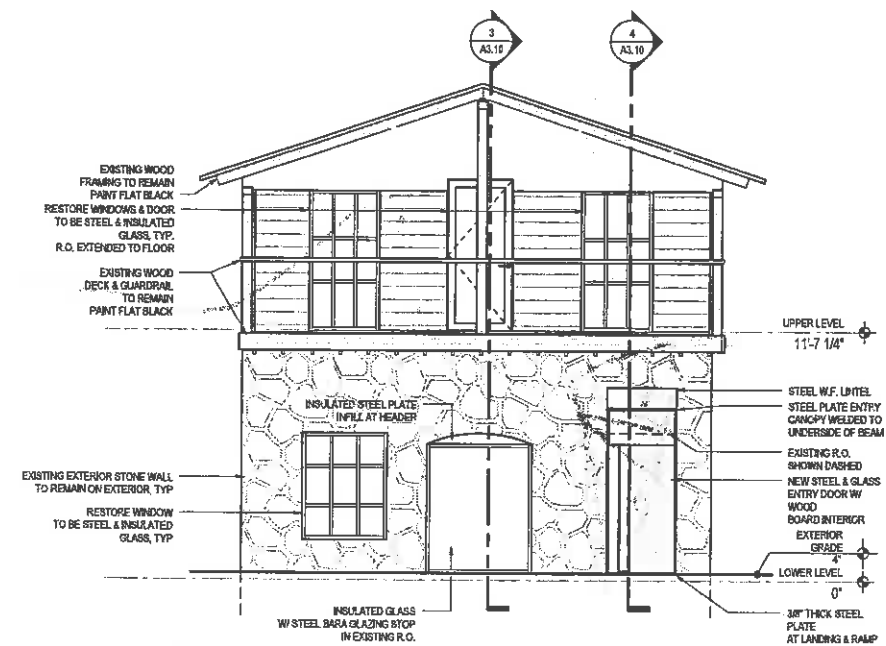 3
A3.10
4
A3.10
EXISTING WOOD
FRAMING TO REMAIN
PAINT FLAT BLACK
RESTORE WINDOWS & DOOR
TO BE STEEL & INSULATED
GLASS, TYP.
R.O. EXTENDED TO FLOOR
EXISTING WOOD
DECK & GUARDRAIL
TO REMAIN
PAINT FLAT BLACK
UPPER LEVEL
11'-7 1/4"
INSULATED STEEL PLATE
INFILL AT HEADER
STEEL W.F. LINTEL
STEEL PLATE ENTRY
CANOPY WELDED TO
UNDERSIDE OF BEAM
EXISTING R.O.
SHOWN DASHED
NEW STEEL & GLASS
ENTRY DOOR W/
WOOD
BOARD INTERIOR
EXISTING EXTERIOR STONE WALL
TO REMAIN ON EXTERIOR, TYP
RESTORE WINDOW
TO BE STEEL & INSULATED
GLASS, TYP
EXTERIOR
GRADE
4"
LOWER LEVEL
0"
INSULATED GLASS
W/ STEEL BARA GLAZING STOP
IN EXISTING R.O.
3/8" THICK STEEL
PLATE
AT LANDING & RAMP